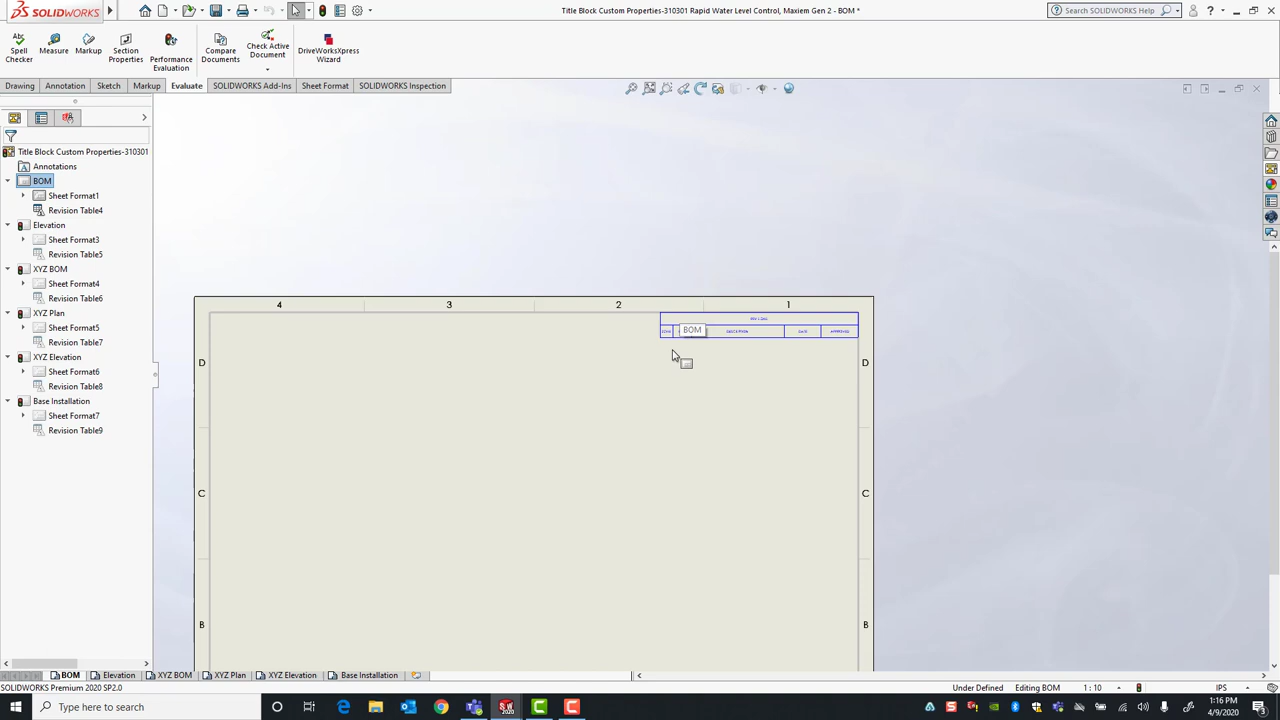 SOLIDWORKS
Title Block Custom Properties-310301 Rapid Water Level Control, Maxiem Gen 2 - BOM *
Search SOLIDWORKS
Spell Checker
Measure
Markup
Section Properties
Performance Evaluation
Compare Documents
Check Active Document
DriveWorksXpress Wizard
Drawing
Annotation
Sketch
Markup
Evaluate
SOLIDWORKS Add-Ins
Sheet Format
SOLIDWORKS Inspection
Title Block Custom Properties-310301
Annotations
BOM
Sheet Format1
Revision Table4
Elevation
Sheet Format3
Revision Table5
XYZ BOM
Sheet Format4
Revision Table6
XYZ Plan
Sheet Format5
Revision Table7
XYZ Elevation
Sheet Format6
Revision Table8
Base Installation
Sheet Format7
Revision Table9
4 3 2 1
ZONE
BOM
DESCRIPTION
DATE
APPROVED
D D
C C
B B
BOM
Elevation
XYZ BOM
XYZ Plan
XYZ Elevation
Base Installation
SOLIDWORKS Premium 2020 SP2.0
Under Defined
Editing BOM
1 : 10
IPS
Type here to search
1:16 PM
4/9/2020